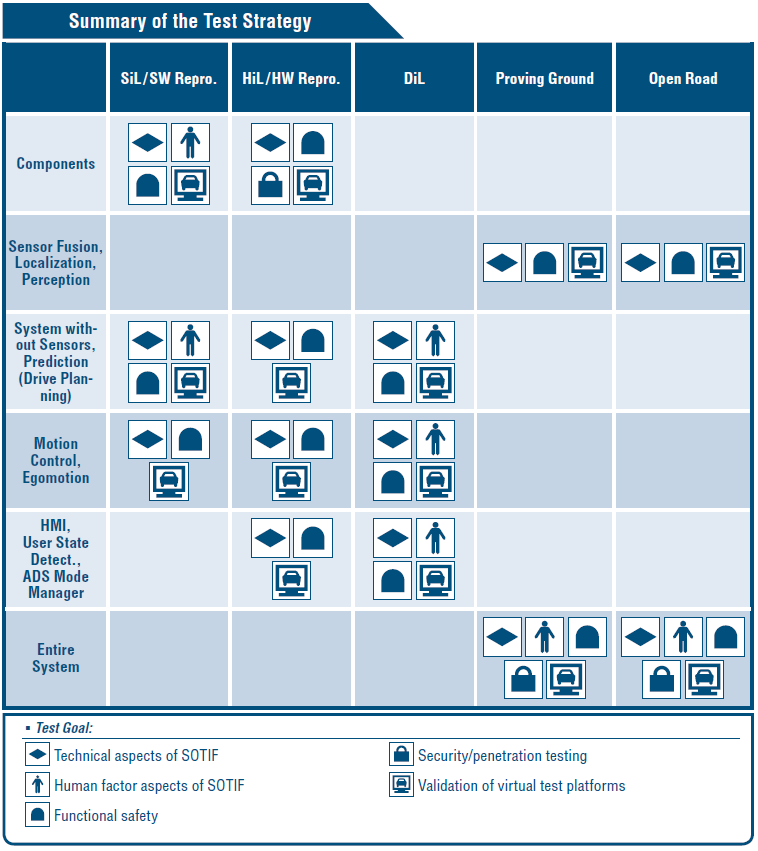 Summary of the Test Strategy
SiL/SW Repro.
HiL/HW Repro.
DiL
Proving Ground
Open Road
Components
Sensor Fusion,
Localization,
Perception
System with-
out Sensors,
Prediction
(Drive Plan-
ning)
Motion
Control,
Egomotion
HMI,
User State
Detect.,
ADS Mode
Manager
Entire
System
▪ Test Goal:
Technical aspects of SOTIF
Human factor aspects of SOTIF
Functional safety
Security/penetration testing
Validation of virtual test platforms